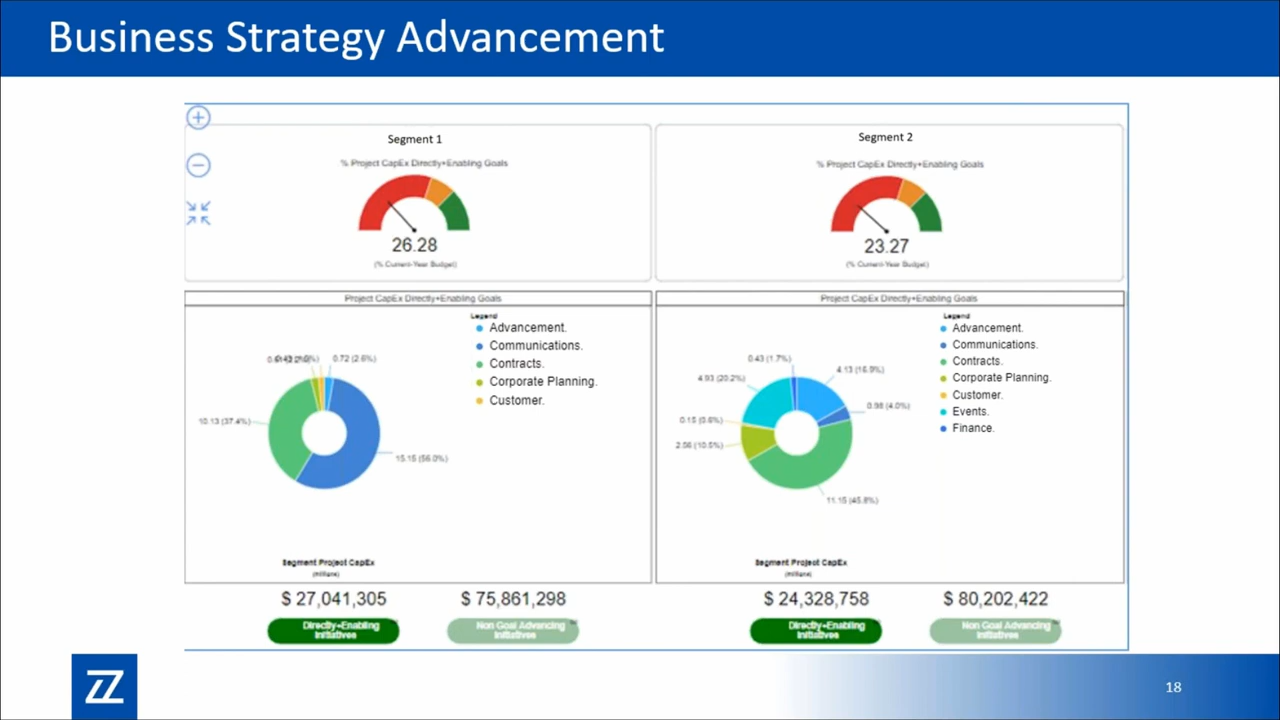 Business Strategy Advancement
Segment 1
% Project CapEx Directly+Enabling Goals
26.28
(% Current-Year Budget)
Segment 2
% Project CapEx Directly+Enabling Goals
23.27
(% Current-Year Budget)
Project CapEx Directly+Enabling Goals
Legend
Advancement.
Communications.
Contracts.
Corporate Planning.
Customer.
0.72 (2.6%)
10.13 (37.4%)
15.15 (56.0%)
Segment Project CapEx
(millions)
$ 27,041,305
Directly+Enabling
Initiatives
$ 75,861,298
Non Goal Advancing
Initiatives
Project CapEx Directly+Enabling Goals
Legend
Advancement.
Communications.
Contracts.
Corporate Planning.
Customer.
Events.
Finance.
0.43 (1.7%)
4.13 (16.9%)
4.93 (20.2%)
0.98 (4.0%)
0.15 (0.6%)
2.56 (10.5%)
11.15 (45.8%)
Segment Project CapEx
(millions)
$ 24,328,758
Directly+Enabling
Initiatives
$ 80,202,422
Non Goal Advancing
Initiatives
ZZ
18